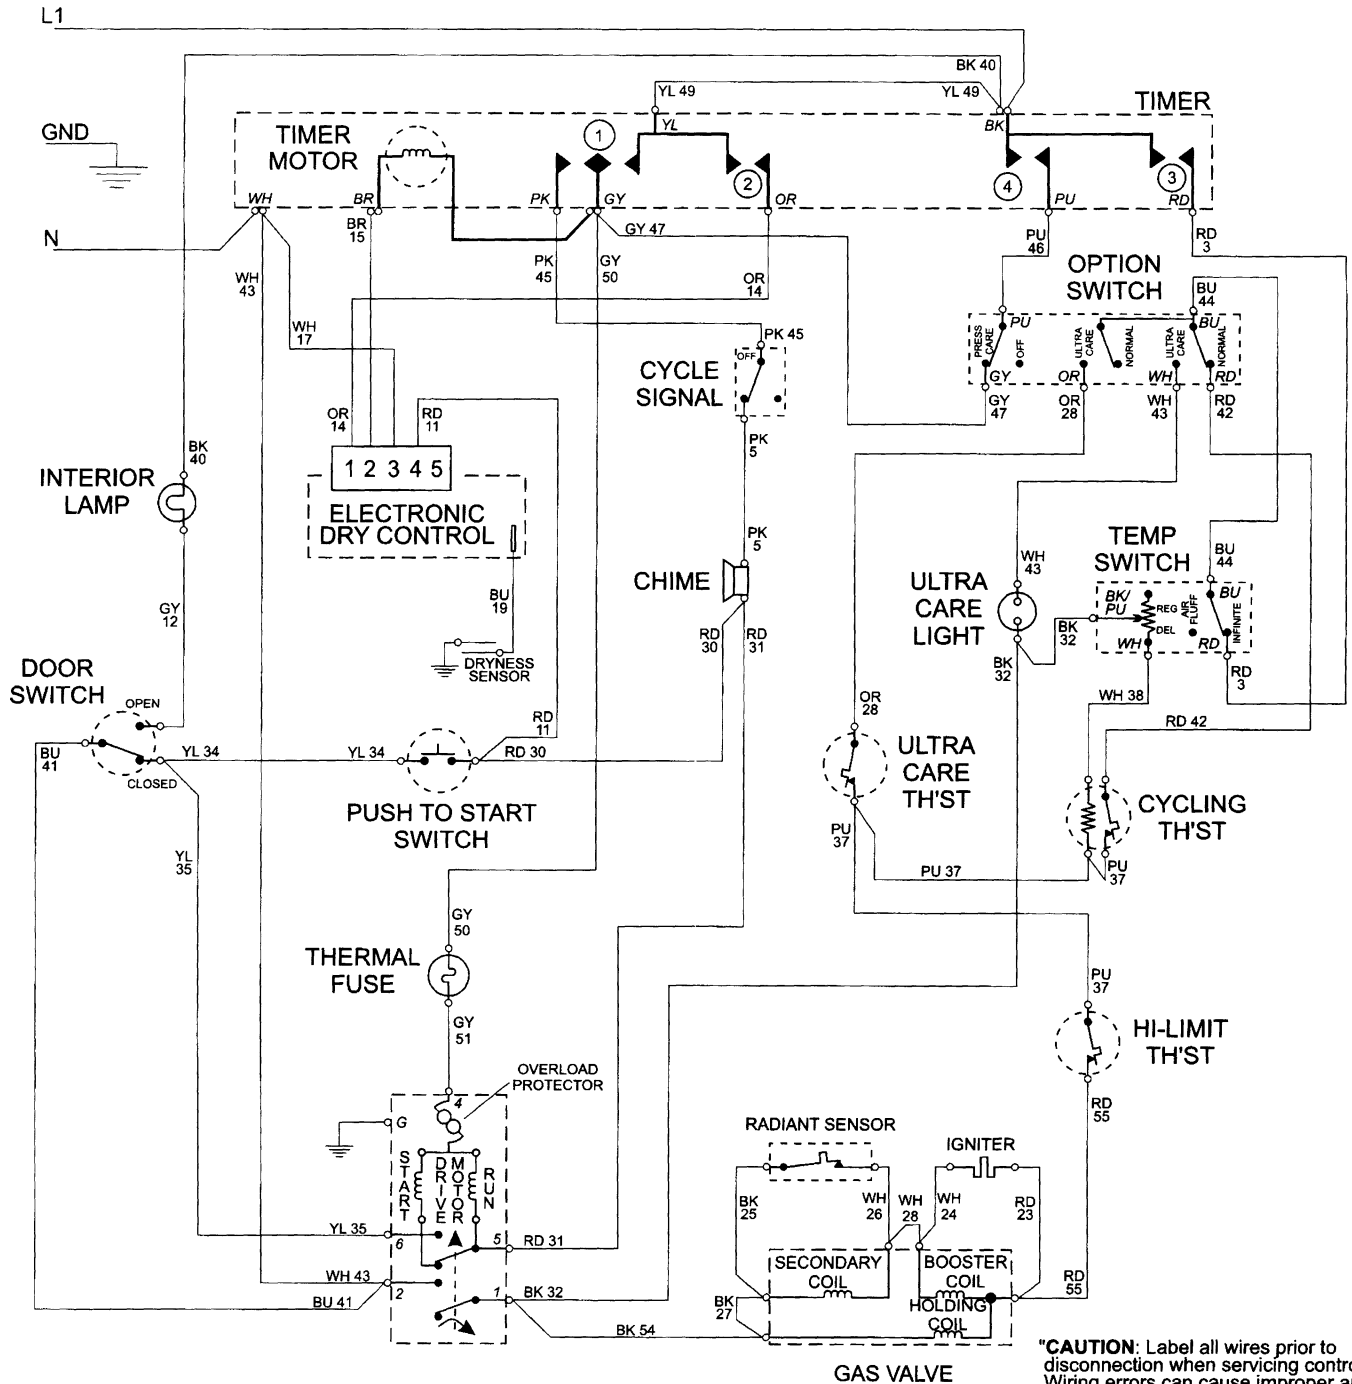 L1
BK 40
YL 49
YL 49
TIMER
GND
TIMER
MOTOR
1
YL
BK
2
4
3
WH
BR
PK
GY
OR
PU
RD
N
BR
15
GY 47
PU
46
RD
3
WH
43
PK
45
GY
50
OR
14
OPTION
SWITCH
BU
44
WH
17
PK 45
CYCLE
SIGNAL
OFF
PRESS
CARE
PU
OFF
ULTRA
CARE
NORMAL
ULTRA
CARE
BU
NORMAL
GY
OR
WH
RD
GY
47
OR
28
WH
43
RD
42
OR
14
RD
11
BK
40
PK
5
INTERIOR
LAMP
1 2 3 4 5
ELECTRONIC
DRY CONTROL
PK
5
TEMP
SWITCH
WH
43
BU
44
CHIME
ULTRA
CARE
LIGHT
BU
19
GY
12
BK/
PU
REG
DEL
AIR
FLUFF
BU
INFINITE
WH
RD
BK
32
BK
32
RD
30
RD
31
DRYNESS
SENSOR
RD
3
DOOR
SWITCH
OPEN
WH 38
OR
28
RD
11
RD 42
BU
41
YL 34
YL 34
RD 30
CLOSED
ULTRA
CARE
TH'ST
PUSH TO START
SWITCH
CYCLING
TH'ST
PU
37
YL
35
PU 37
PU
37
GY
50
THERMAL
FUSE
PU
37
GY
51
HI-LIMIT
TH'ST
OVERLOAD
PROTECTOR
RD
55
4
G
RADIANT SENSOR
IGNITER
START
DRIVE
MOTOR
RUN
BK
25
WH
26
WH
28
WH
24
RD
23
YL 35
6
5
RD 31
SECONDARY
COIL
BOOSTER
COIL
RD
55
WH 43
2
1
BK 32
BU 41
BK
27
HOLDING
COIL
BK 54
GAS VALVE
"CAUTION: Label all wires prior to
disconnection when servicing contro